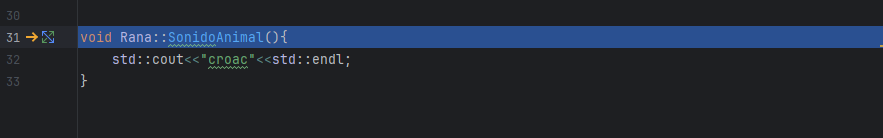 30
31 void Rana::SonidoAnimal(){
32 std::cout<<"croac"<<std::endl;
33 }